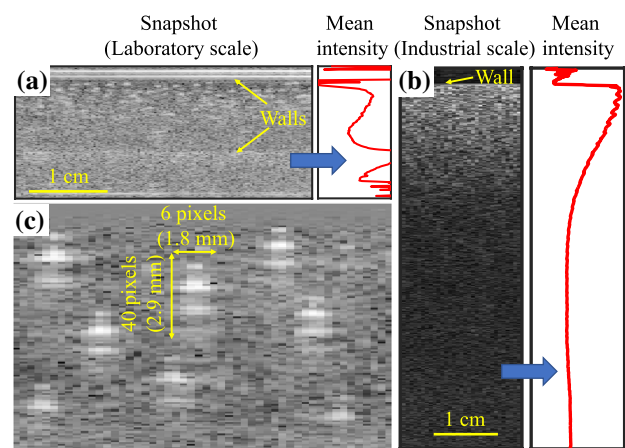 Snapshot
(Laboratory scale)
Mean
intensity
Snapshot
(Industrial scale)
Mean
intensity
(a)
Walls
1 cm
(b)
Wall
1 cm
(c)
6 pixels
(1.8 mm)
40 pixels
(2.9 mm)